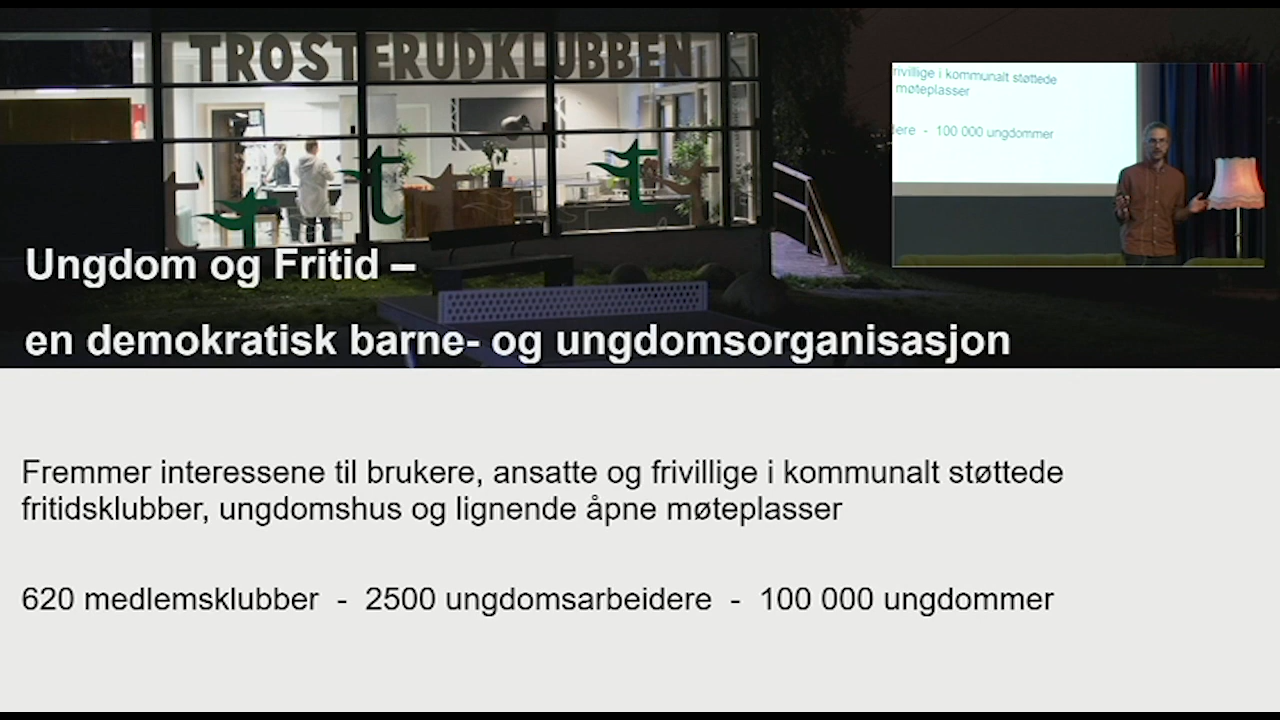 TROSTERUDKLUBBEN
rivillige i kommunalt støttede
møteplasser
ere - 100 000 ungdommer
Ungdom og Fritid –
en demokratisk barne- og ungdomsorganisasjon
Fremmer interessene til brukere, ansatte og frivillige i kommunalt støttede
fritidsklubber, ungdomshus og lignende åpne møteplasser
620 medlemsklubber - 2500 ungdomsarbeidere - 100 000 ungdommer